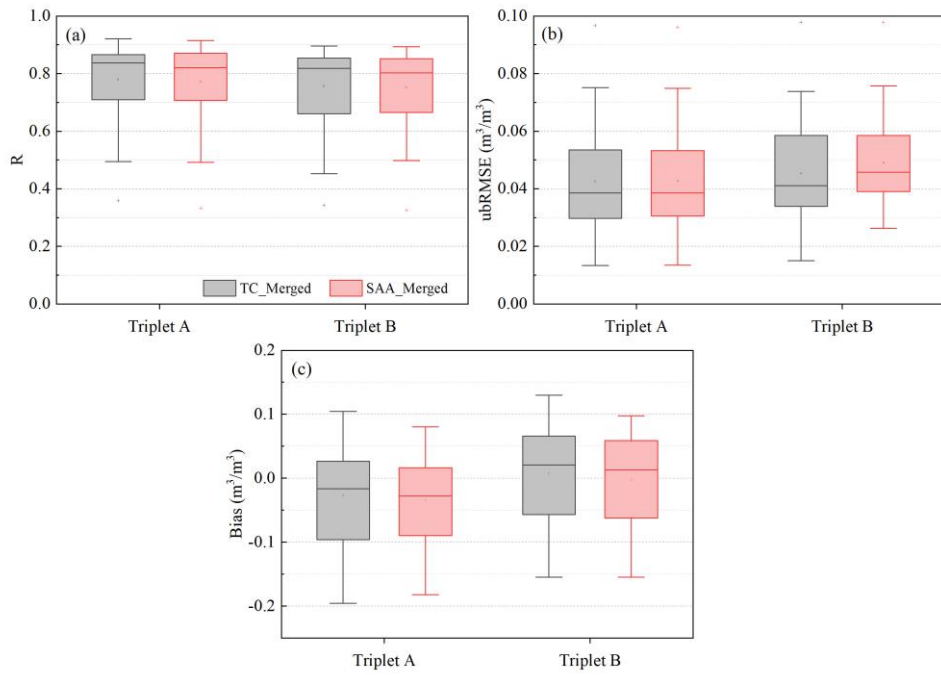 (a)
1.0
0.8
0.6
0.4
0.2
0.0
R
TC_Merged
SAA_Merged
Triplet A
Triplet B
(b)
0.10
0.08
0.06
0.04
0.02
0.00
ubRMSE (m³/m³)
Triplet A
Triplet B
(c)
0.2
0.1
0.0
-0.1
-0.2
Bias (m³/m³)
Triplet A
Triplet B